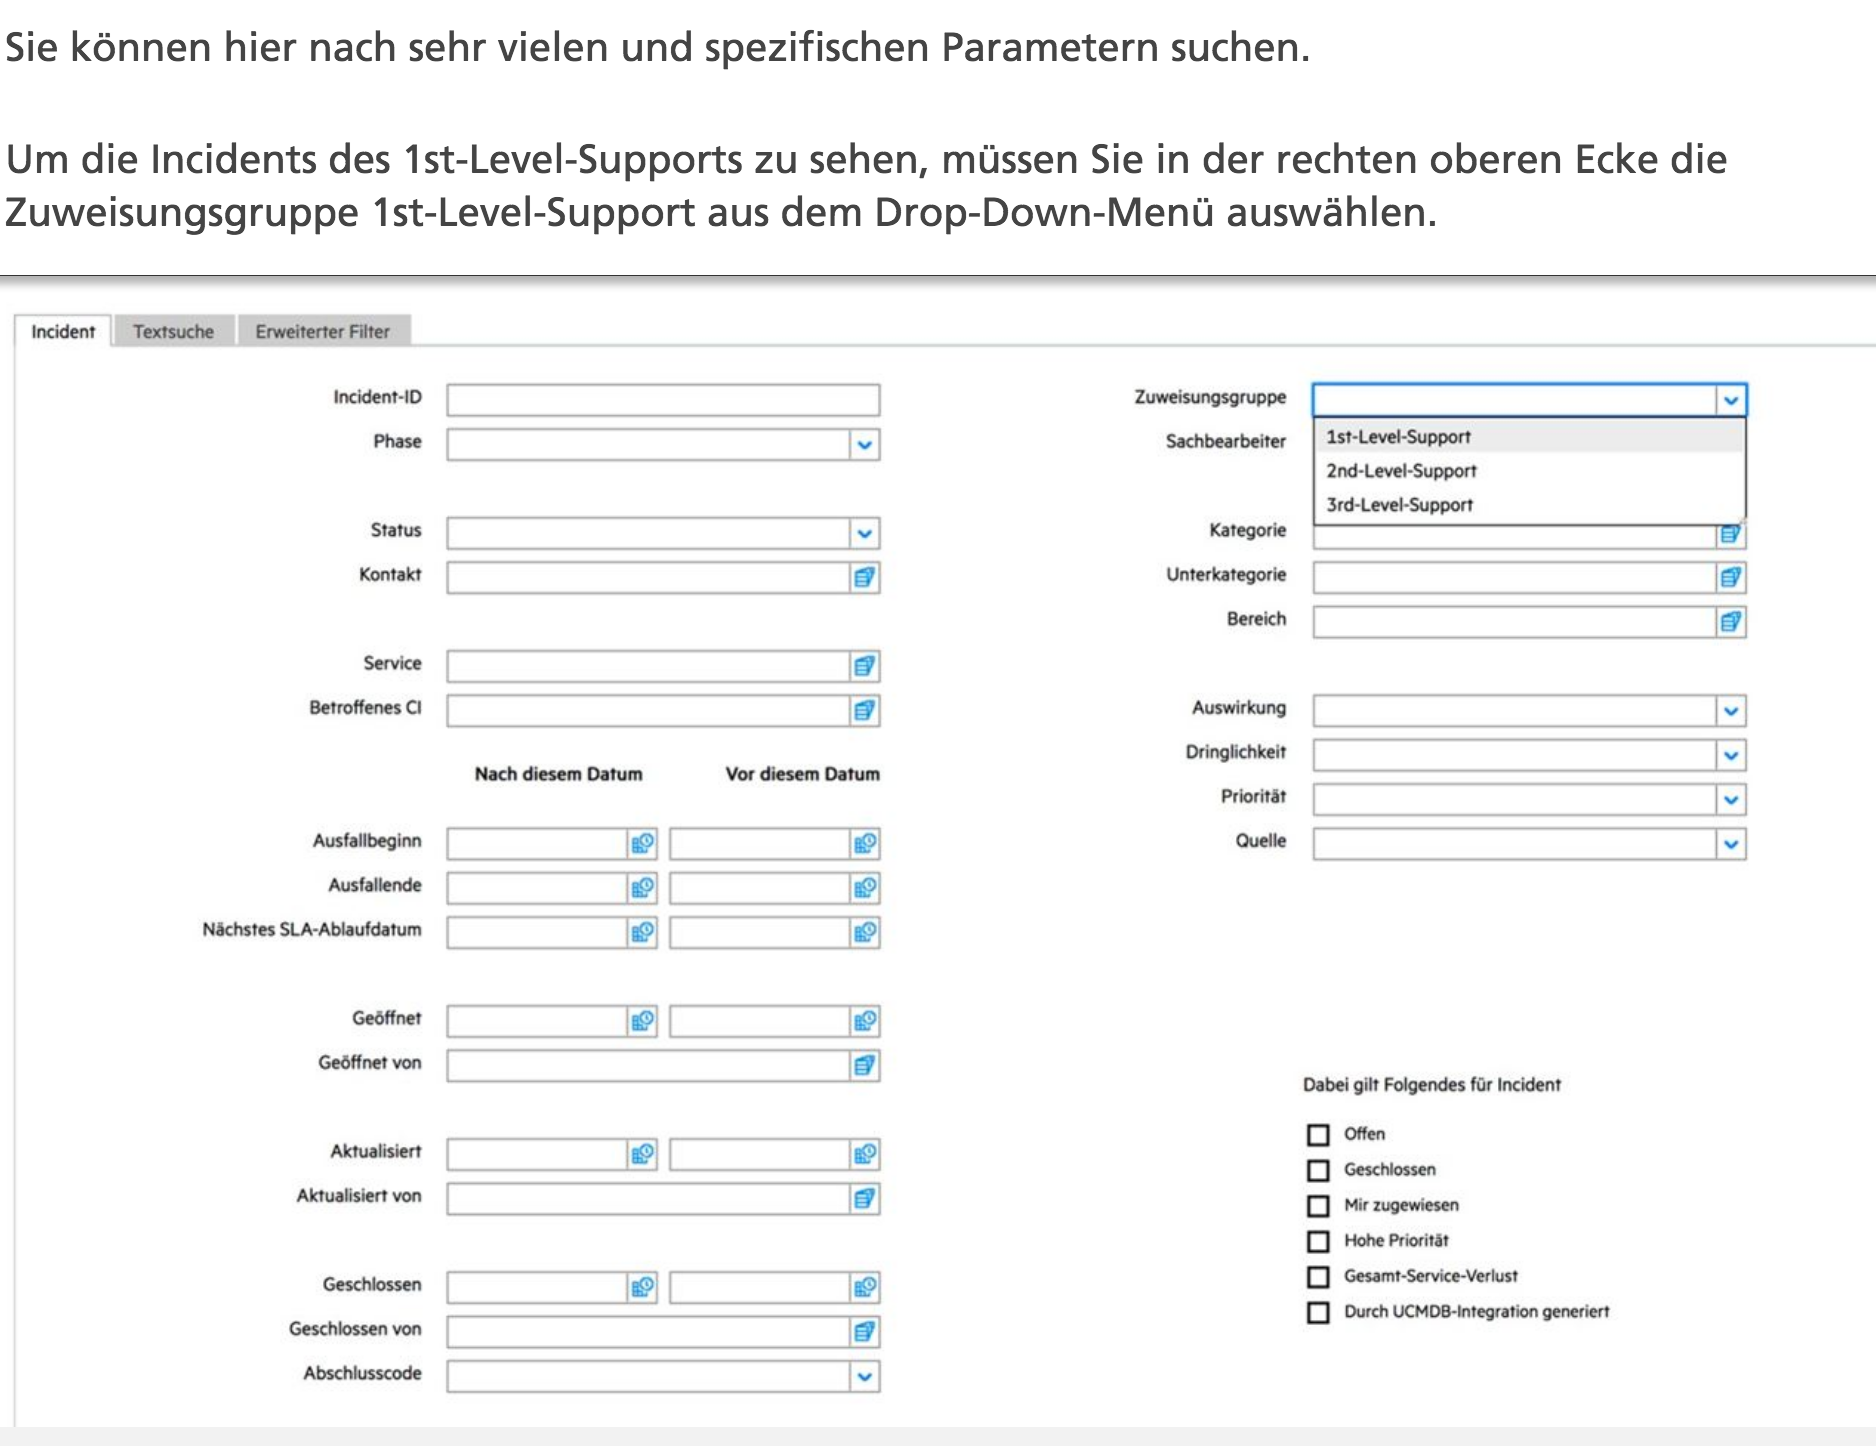 Sie können hier nach sehr vielen und spezifischen Parametern suchen.
Um die Incidents des 1st-Level-Supports zu sehen, müssen Sie in der rechten oberen Ecke die
Zuweisungsgruppe 1st-Level-Support aus dem Drop-Down-Menü auswählen.
Incident
Textsuche
Erweiterter Filter
Incident-ID
Phase
Status
Kontakt
Service
Betroffenes CI
Nach diesem Datum
Vor diesem Datum
Ausfallbeginn
Ausfallende
Nächstes SLA-Ablaufdatum
Geöffnet
Geöffnet von
Aktualisiert
Aktualisiert von
Geschlossen
Geschlossen von
Abschlusscode
Zuweisungsgruppe
Sachbearbeiter
1st-Level-Support
2nd-Level-Support
3rd-Level-Support
Kategorie
Unterkategorie
Bereich
Auswirkung
Dringlichkeit
Priorität
Quelle
Dabei gilt Folgendes für Incident
Offen
Geschlossen
Mir zugewiesen
Hohe Priorität
Gesamt-Service-Verlust
Durch UCMDB-Integration generiert